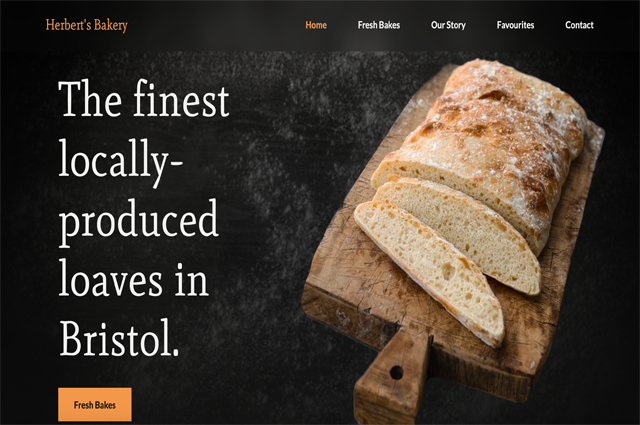 Herbert's Bakery
Home Fresh Bakes Our Story Favourites Contact
The finest
locally-
produced
loaves in
Bristol.
Fresh Bakes